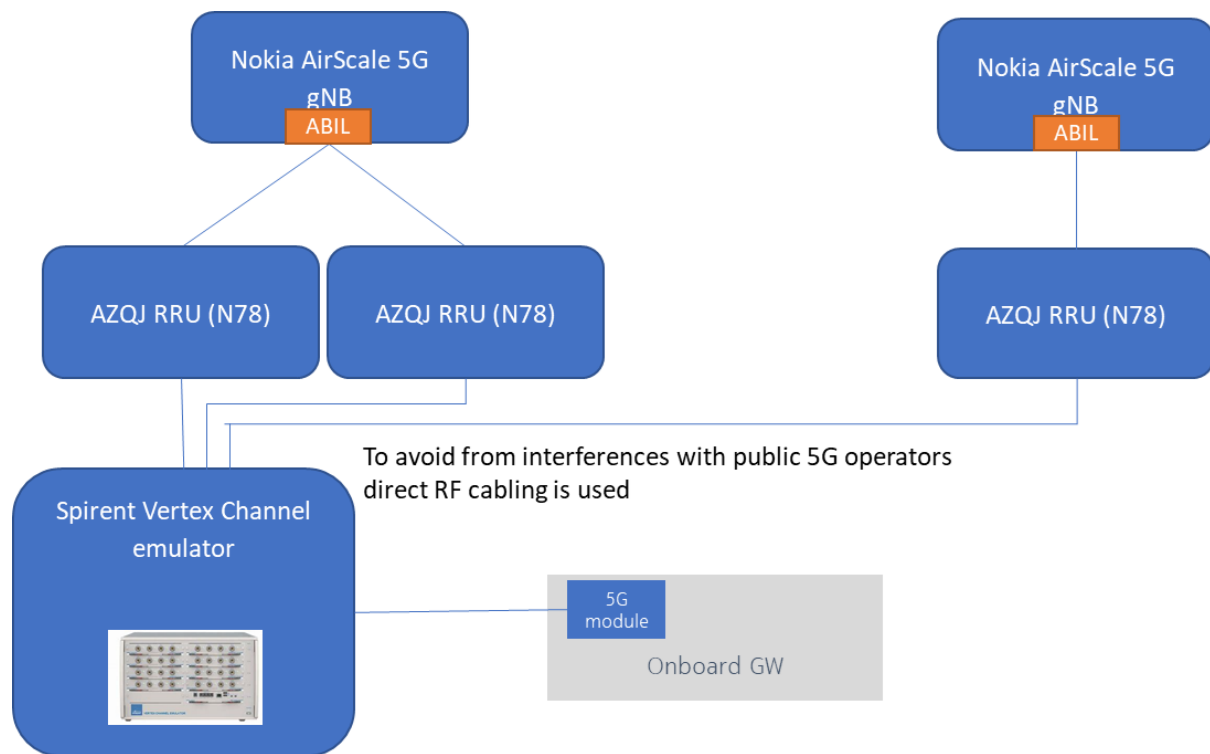 Nokia AirScale 5G
gNB
ABIL
Nokia AirScale 5G
gNB
ABIL
AZQJ RRU (N78)
AZQJ RRU (N78)
AZQJ RRU (N78)
To avoid from interferences with public 5G operators
direct RF cabling is used
Spirent Vertex Channel
emulator
5G
module
Onboard GW